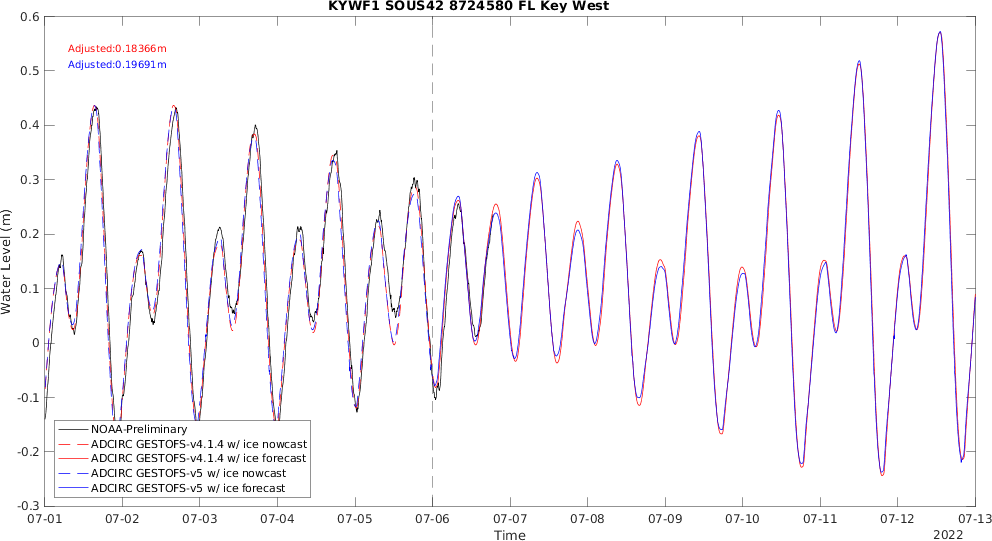 KYWF1 SOUS42 8724580 FL Key West
Adjusted:0.18366m
Adjusted:0.19691m
0.6
0.5
0.4
0.3
0.2
0.1
0
-0.1
-0.2
-0.3
Water Level (m)
NOAA-Preliminary
ADCIRC GESTOFS-v4.1.4 w/ ice nowcast
ADCIRC GESTOFS-v4.1.4 w/ ice forecast
ADCIRC GESTOFS-v5 w/ ice nowcast
ADCIRC GESTOFS-v5 w/ ice forecast
07-01 07-02 07-03 07-04 07-05 07-06 07-07 07-08 07-09 07-10 07-11 07-12 07-13
Time
2022